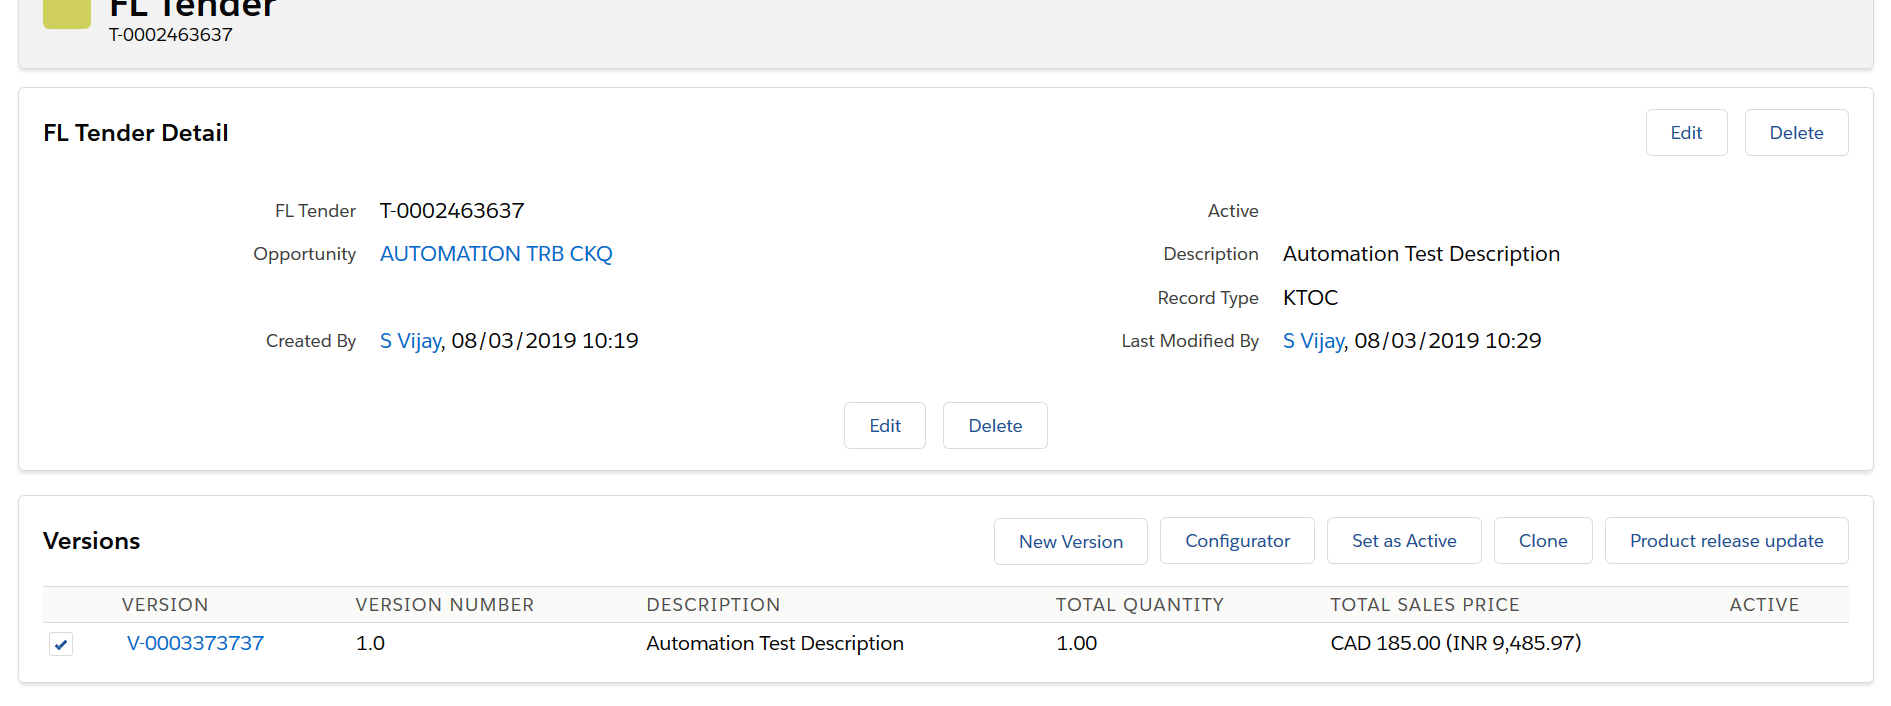 FL Tender
T-0002463637
FL Tender Detail
Edit
Delete
FL Tender T-0002463637
Active
Opportunity AUTOMATION TRB CKQ
Description Automation Test Description
Record Type KTOC
Created By S Vijay, 08/03/2019 10:19
Last Modified By S Vijay, 08/03/2019 10:29
Edit
Delete
Versions
New Version
Configurator
Set as Active
Clone
Product release update
VERSION VERSION NUMBER DESCRIPTION TOTAL QUANTITY TOTAL SALES PRICE ACTIVE
V-0003373737 1.0 Automation Test Description 1.00 CAD 185.00 (INR 9,485.97)